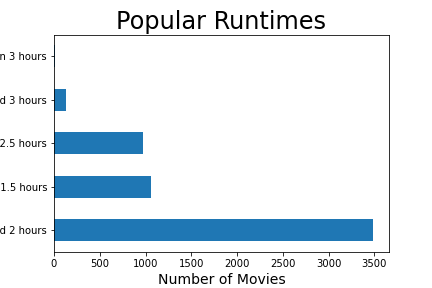 Popular Runtimes
n 3 hours
d 3 hours
2.5 hours
1.5 hours
d 2 hours
0 500 1000 1500 2000 2500 3000 3500
Number of Movies